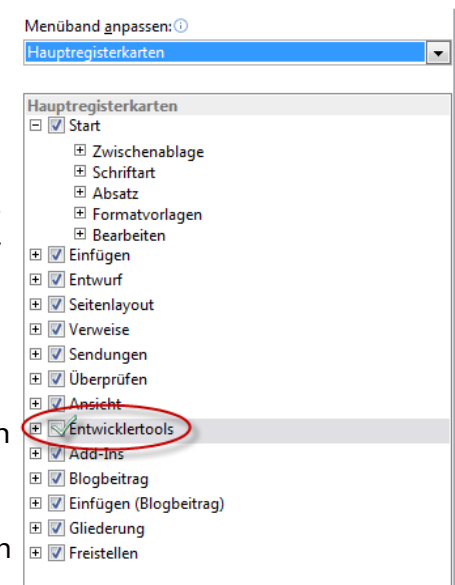 Menüband anpassen:
Hauptregisterkarten
Hauptregisterkarten
Start
Zwischenablage
Schriftart
Absatz
Formatvorlagen
Bearbeiten
Einfügen
Entwurf
Seitenlayout
Verweise
Sendungen
Überprüfen
Ansicht
Entwicklertools
n
Add-Ins
Blogbeitrag
Einfügen (Blogbeitrag)
Gliederung
n
Freistellen